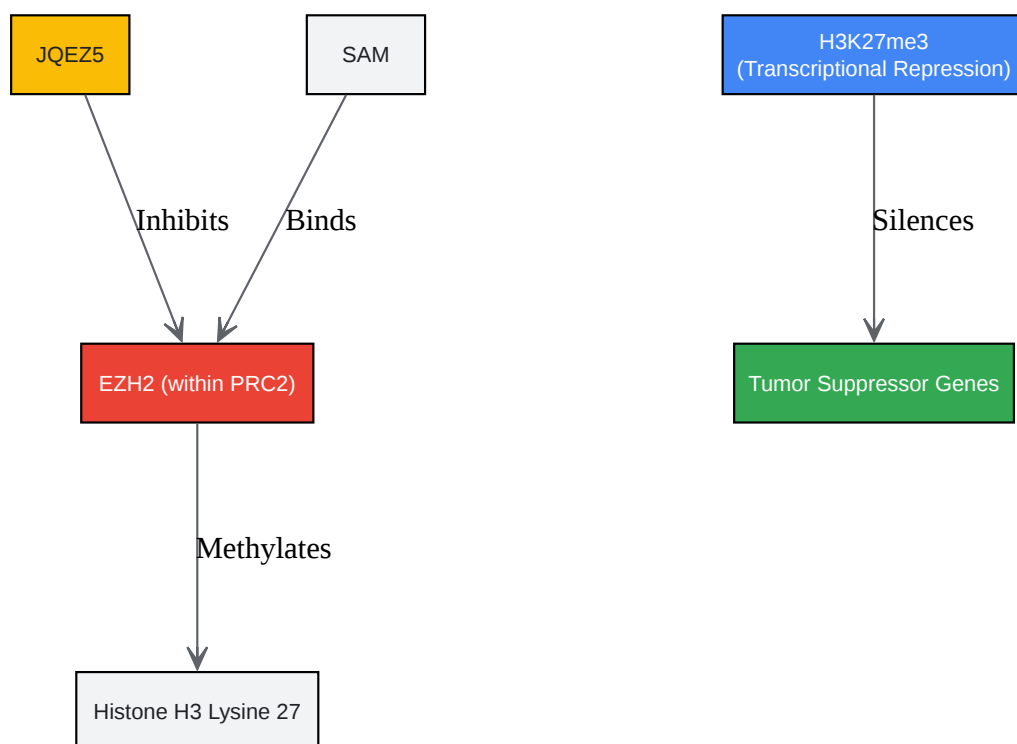 JQEZ5
SAM
H3K27me3
(Transcriptional Repression)
Inhibits
Binds
Silences
EZH2 (within PRC2)
Tumor Suppressor Genes
Methylates
Histone H3 Lysine 27